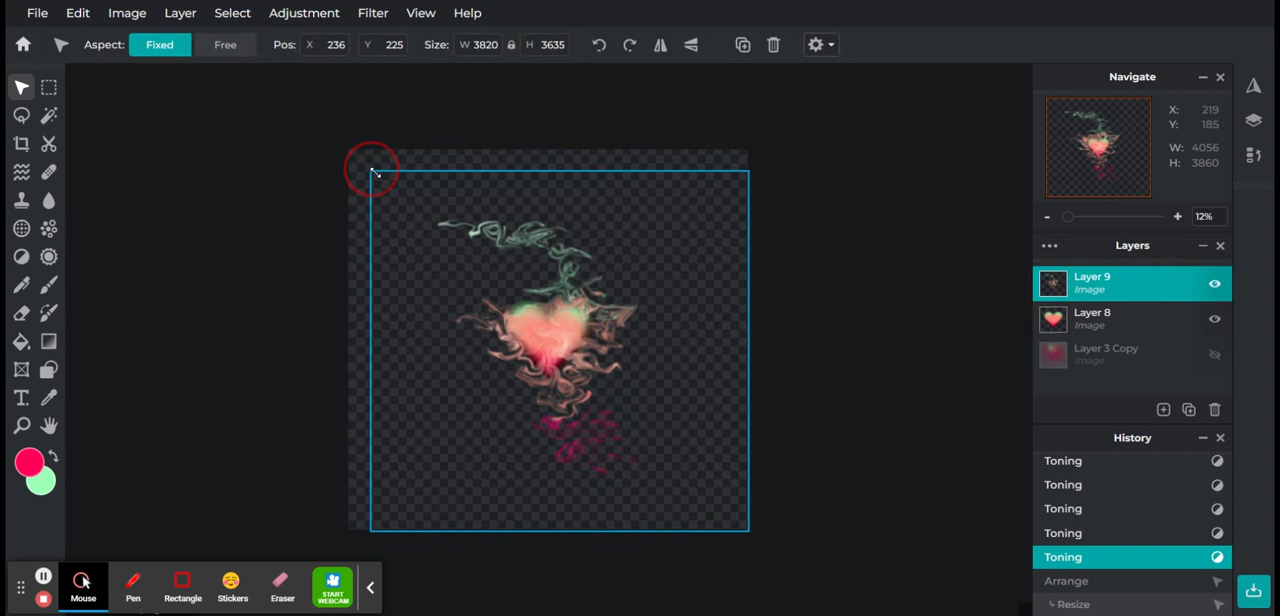 File Edit Image Layer Select Adjustment Filter View Help
Aspect: Fixed Free Pos: X 236 Y 225 Size: W 3820 H 3635
Navigate
X: 219
Y: 185
W: 4056
H: 3860
- + 12%
Layers
Layer 9
Image
Layer 8
Image
Layer 3 Copy
Image
History
Toning
Toning
Toning
Toning
Toning
Arrange
Resize
T
Mouse Pen Rectangle Stickers Eraser START
WEBCAM